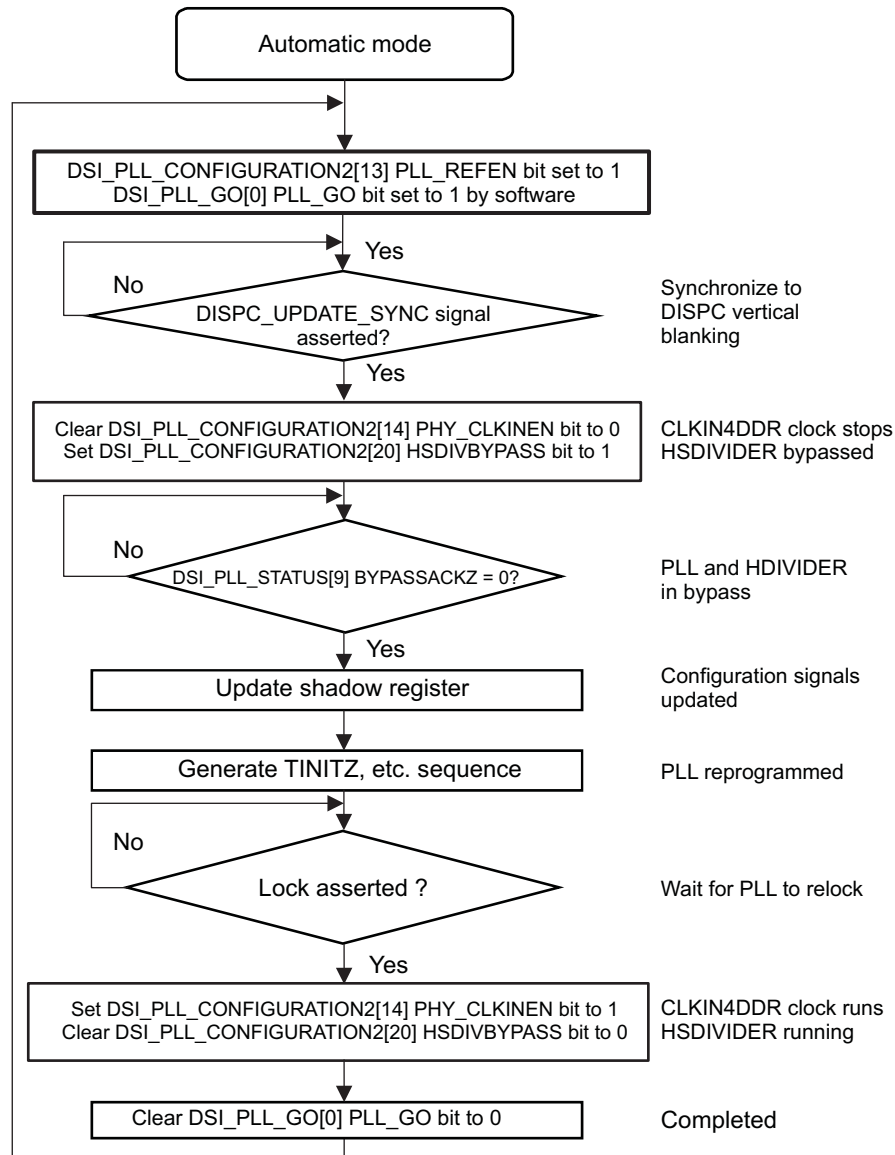 Automatic mode
DSI_PLL_CONFIGURATION2[13] PLL_REFEN bit set to 1
DSI_PLL_GO[0] PLL_GO bit set to 1 by software
Yes
No
DISPC_UPDATE_SYNC signal
asserted?
Synchronize to
DISPC vertical
blanking
Yes
Clear DSI_PLL_CONFIGURATION2[14] PHY_CLKINEN bit to 0
Set DSI_PLL_CONFIGURATION2[20] HSDIVBYPASS bit to 1
CLKIN4DDR clock stops
HSDIVIDER bypassed
No
DSI_PLL_STATUS[9] BYPASSACKZ = 0?
PLL and HDIVIDER
in bypass
Yes
Update shadow register
Configuration signals
updated
Generate TINITZ, etc. sequence
PLL reprogrammed
No
Lock asserted ?
Wait for PLL to relock
Yes
Set DSI_PLL_CONFIGURATION2[14] PHY_CLKINEN bit to 1
Clear DSI_PLL_CONFIGURATION2[20] HSDIVBYPASS bit to 0
CLKIN4DDR clock runs
HSDIVIDER running
Clear DSI_PLL_GO[0] PLL_GO bit to 0
Completed